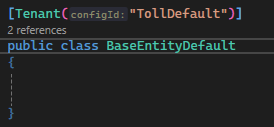 [Tenant(configId:"TollDefault")]
2 references
public class BaseEntityDefault
{
}